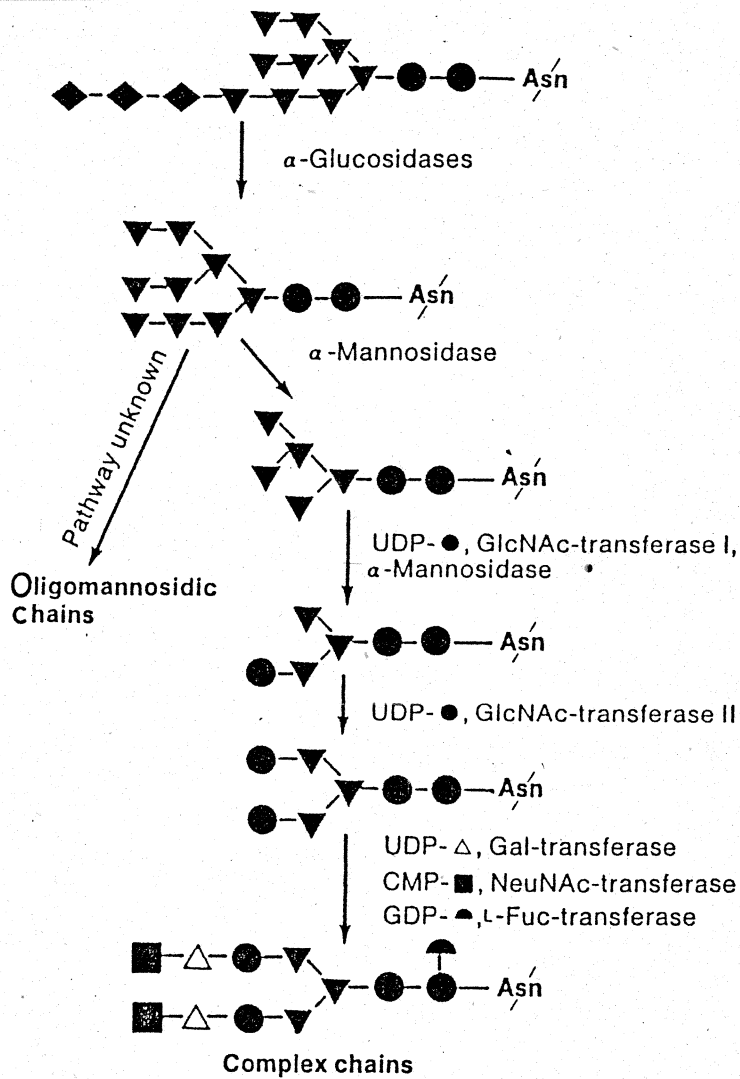 Asn
α-Glucosidases
Asn
α-Mannosidase
Pathway unknown
Asn
Oligomannosidic
Chains
UDP-●, GlcNAc-transferase I,
α-Mannosidase
Asn
UDP-●, GlcNAc-transferase II
Asn
UDP-△, Gal-transferase
CMP-■, NeuNAc-transferase
GDP-◓, L-Fuc-transferase
Asn
Complex chains